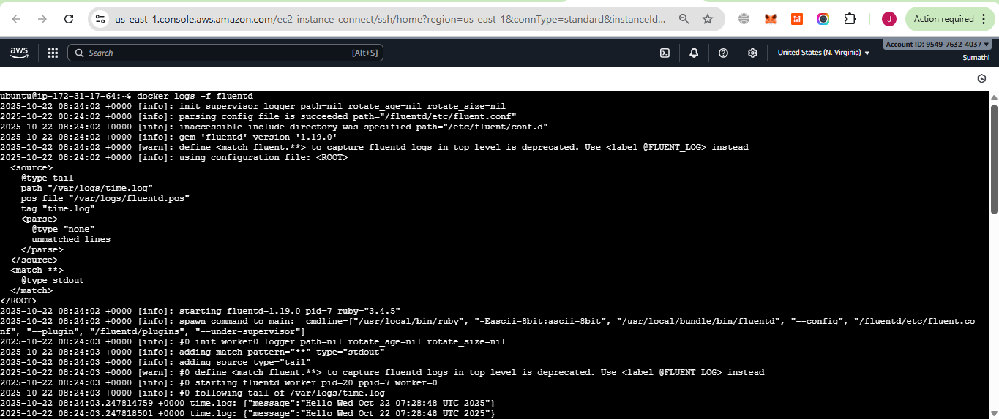 us-east-1.console.aws.amazon.com/ec2-instance-connect/ssh/home?region=us-east-1&connType=standard&instanceId...
J
Action required
aws
Search
[Alt+S]
United States (N. Virginia)
Account ID: 9549-7632-4037
Sumathi
ubuntu@ip-172-31-17-64:~$ docker logs -f fluentd
2025-10-22 08:24:02 +0000 [info]: init supervisor logger path=nil rotate_age=nil rotate_size=nil
2025-10-22 08:24:02 +0000 [info]: parsing config file is succeeded path="/fluentd/etc/fluent.conf"
2025-10-22 08:24:02 +0000 [info]: inaccessible include directory was specified path="/etc/fluent/conf.d"
2025-10-22 08:24:02 +0000 [info]: gem 'fluentd' version '1.19.0'
2025-10-22 08:24:02 +0000 [warn]: define <match fluent.**> to capture fluentd logs in top level is deprecated. Use <label @FLUENT_LOG> instead
2025-10-22 08:24:02 +0000 [info]: using configuration file: <ROOT>
  <source>
    @type tail
    path "/var/logs/time.log"
    pos_file "/var/logs/fluentd.pos"
    tag "time.log"
    <parse>
      @type "none"
      unmatched_lines
    </parse>
  </source>
  <match **>
    @type stdout
  </match>
</ROOT>
2025-10-22 08:24:02 +0000 [info]: starting fluentd-1.19.0 pid=7 ruby="3.4.5"
2025-10-22 08:24:02 +0000 [info]: spawn command to main:  cmdline=["/usr/local/bin/ruby", "-Eascii-8bit:ascii-8bit", "/usr/local/bundle/bin/fluentd", "--config", "/fluentd/etc/fluent.co
nf", "--plugin", "/fluentd/plugins", "--under-supervisor"]
2025-10-22 08:24:03 +0000 [info]: #0 init worker0 logger path=nil rotate_age=nil rotate_size=nil
2025-10-22 08:24:03 +0000 [info]: adding match pattern="**" type="stdout"
2025-10-22 08:24:03 +0000 [info]: adding source type="tail"
2025-10-22 08:24:03 +0000 [warn]: #0 define <match fluent.**> to capture fluentd logs in top level is deprecated. Use <label @FLUENT_LOG> instead
2025-10-22 08:24:03 +0000 [info]: #0 starting fluentd worker pid=20 ppid=7 worker=0
2025-10-22 08:24:03 +0000 [info]: #0 following tail of /var/logs/time.log
2025-10-22 08:24:03.247814759 +0000 time.log: {"message":"Hello Wed Oct 22 07:28:48 UTC 2025"}
2025-10-22 08:24:03.247818501 +0000 time.log: {"message":"Hello Wed Oct 22 07:28:48 UTC 2025"}